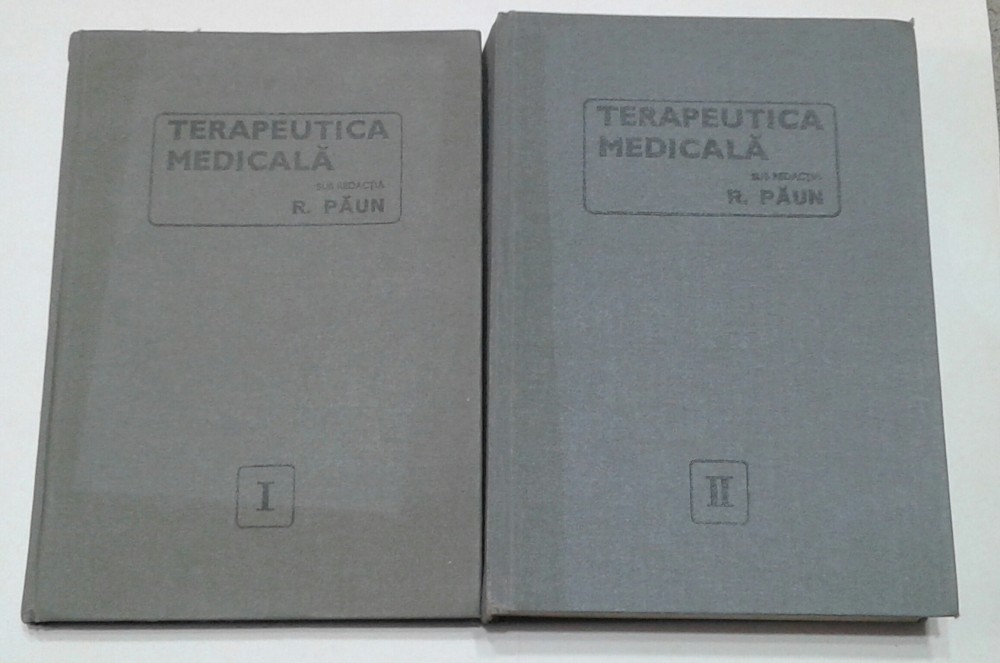 TERAPEUTICA
MEDICALĂ
SUB REDACȚIA
R. PĂUN
I
TERAPEUTICA
MEDICALĂ
SUB REDACȚIA
R. PĂUN
II